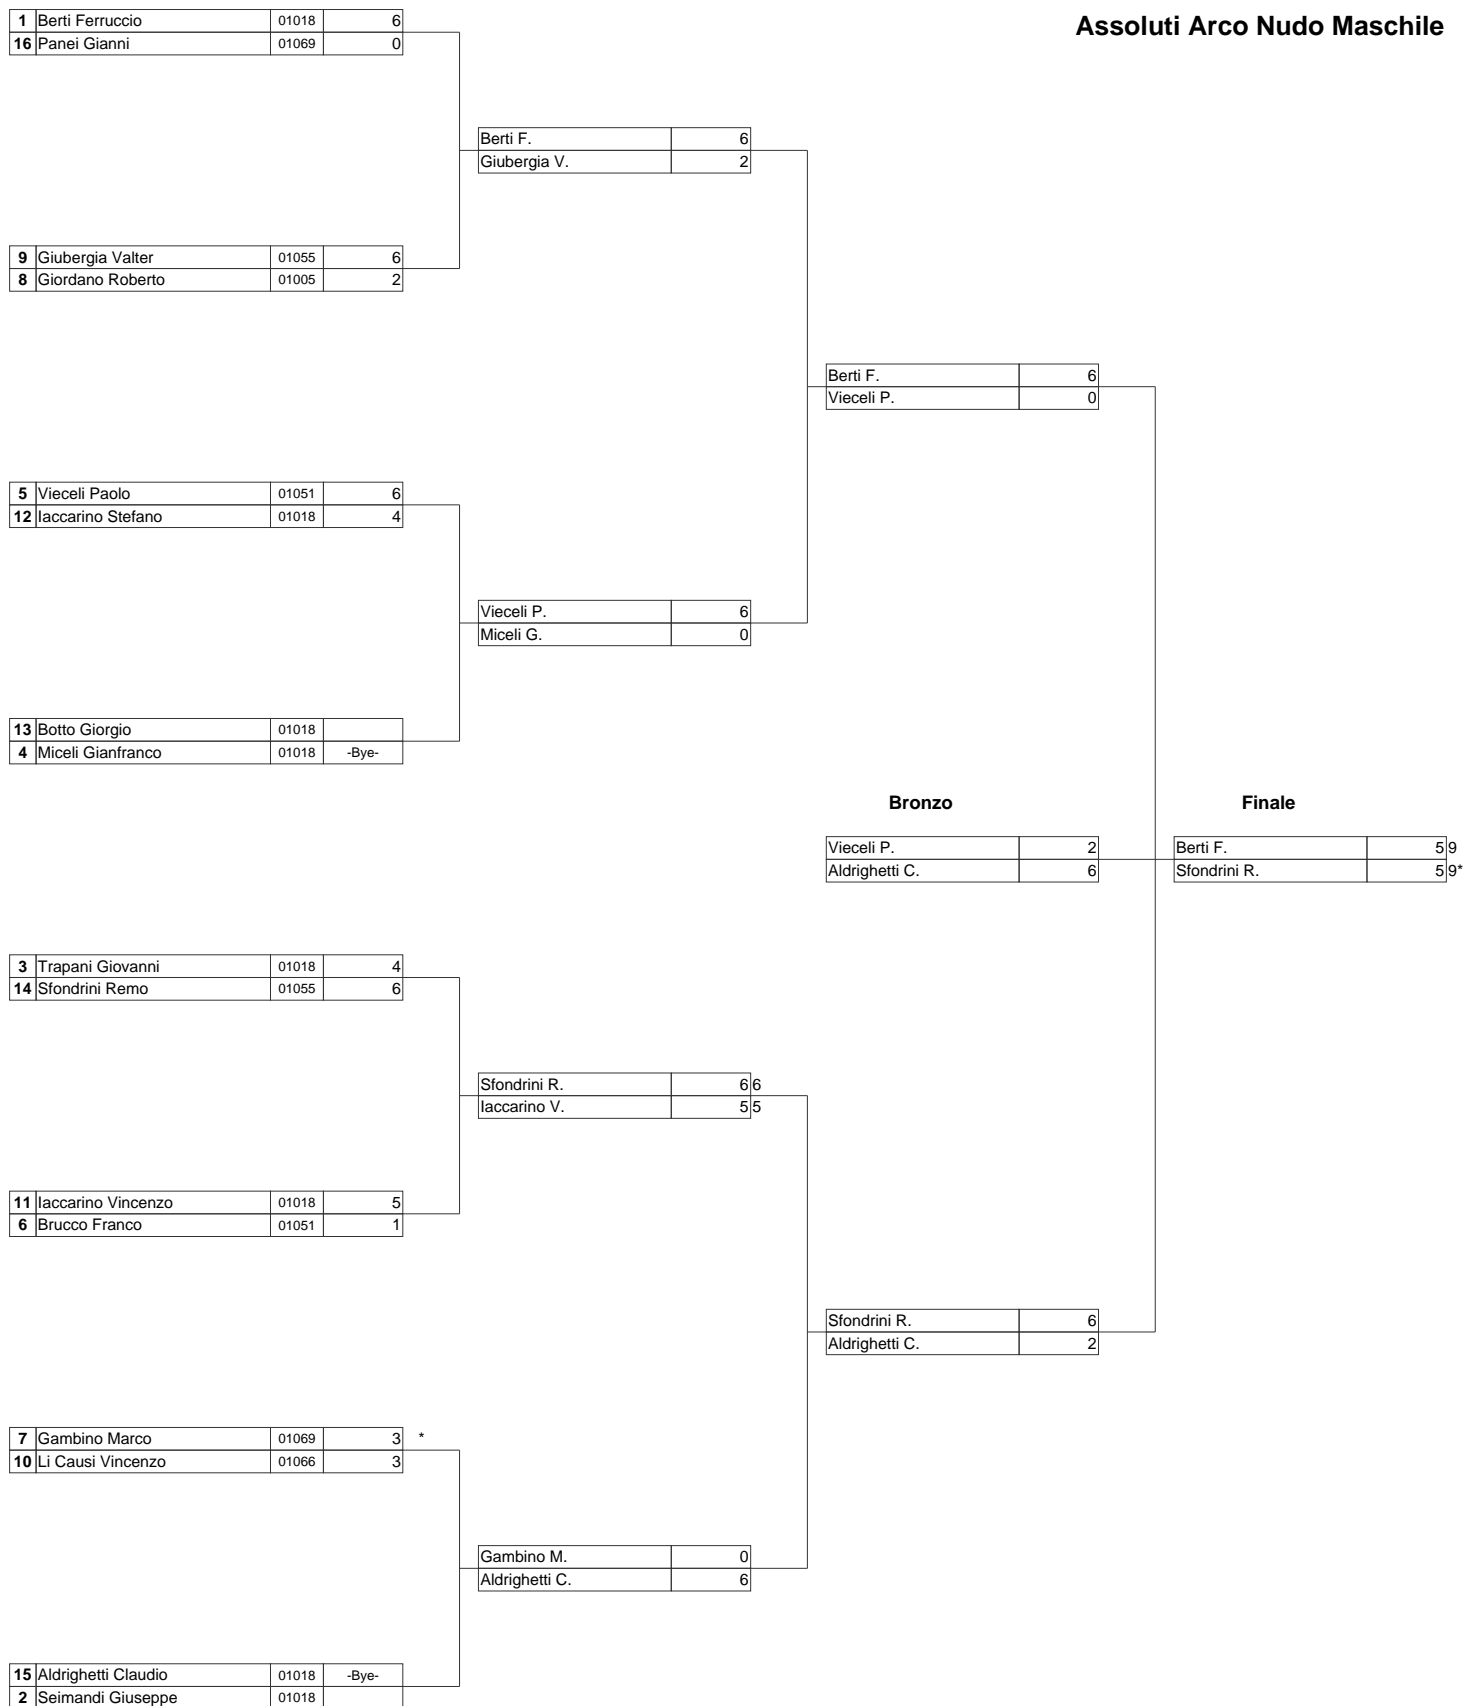 Assoluti Arco Nudo Maschile
1 Berti Ferruccio 01018 6
16 Panei Gianni 01069 0
Berti F. 6
Giubergia V. 2
9 Giubergia Valter 01055 6
8 Giordano Roberto 01005 2
Berti F. 6
Vieceli P. 0
5 Vieceli Paolo 01051 6
12 Iaccarino Stefano 01018 4
Vieceli P. 6
Miceli G. 0
13 Botto Giorgio 01018
4 Miceli Gianfranco 01018 -Bye-
Bronzo Finale
Vieceli P. 2 Berti F. 5 9
Aldrighetti C. 6 Sfondrini R. 5 9*
3 Trapani Giovanni 01018 4
14 Sfondrini Remo 01055 6
Sfondrini R. 6 6
Iaccarino V. 5 5
11 Iaccarino Vincenzo 01018 5
6 Brucco Franco 01051 1
Sfondrini R. 6
Aldrighetti C. 2
7 Gambino Marco 01069 3 *
10 Li Causi Vincenzo 01066 3
Gambino M. 0
Aldrighetti C. 6
15 Aldrighetti Claudio 01018 -Bye-
2 Seimandi Giuseppe 01018